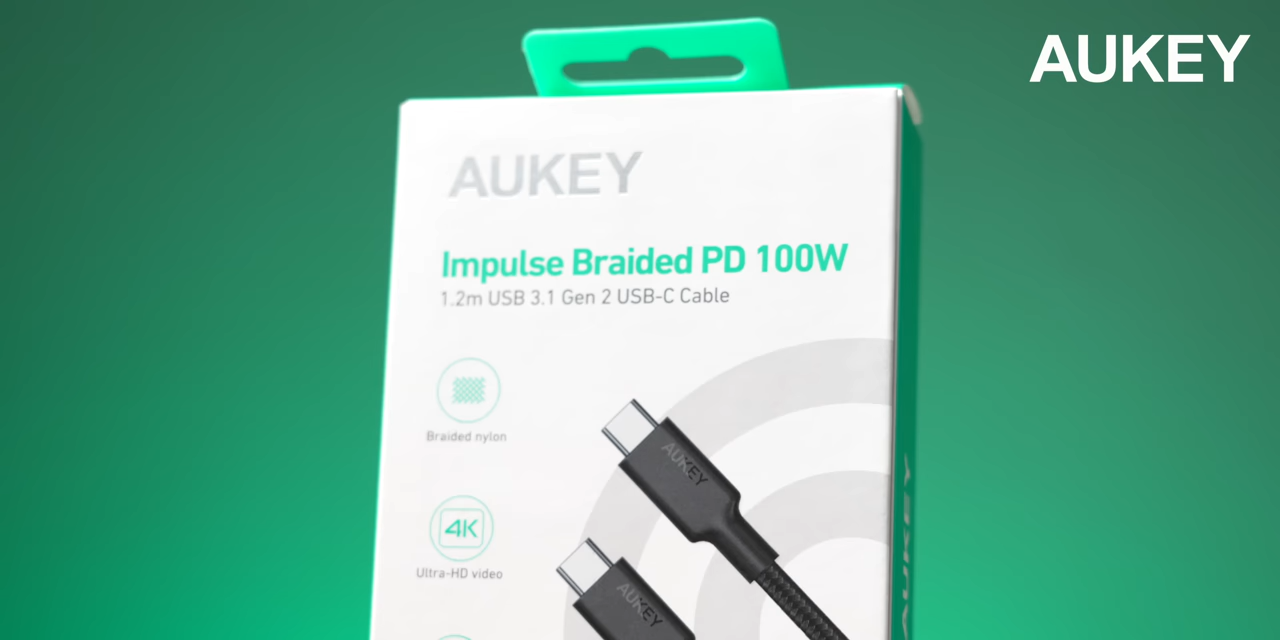 AUKEY
AUKEY
Impulse Braided PD 100W
1.2m USB 3.1 Gen 2 USB-C Cable
Braided nylon
4K
Ultra-HD video
AUKEY
AUKEY
AUKEY